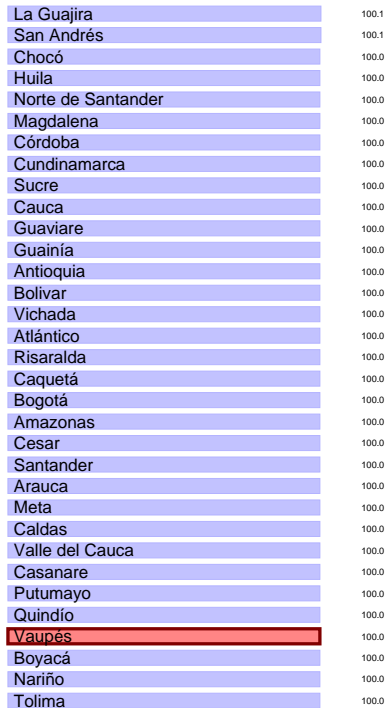 La Guajira 100.1
San Andrés 100.1
Chocó 100.0
Huila 100.0
Norte de Santander 100.0
Magdalena 100.0
Córdoba 100.0
Cundinamarca 100.0
Sucre 100.0
Cauca 100.0
Guaviare 100.0
Guainía 100.0
Antioquia 100.0
Bolivar 100.0
Vichada 100.0
Atlántico 100.0
Risaralda 100.0
Caquetá 100.0
Bogotá 100.0
Amazonas 100.0
Cesar 100.0
Santander 100.0
Arauca 100.0
Meta 100.0
Caldas 100.0
Valle del Cauca 100.0
Casanare 100.0
Putumayo 100.0
Quindío 100.0
Vaupés 100.0
Boyacá 100.0
Nariño 100.0
Tolima 100.0